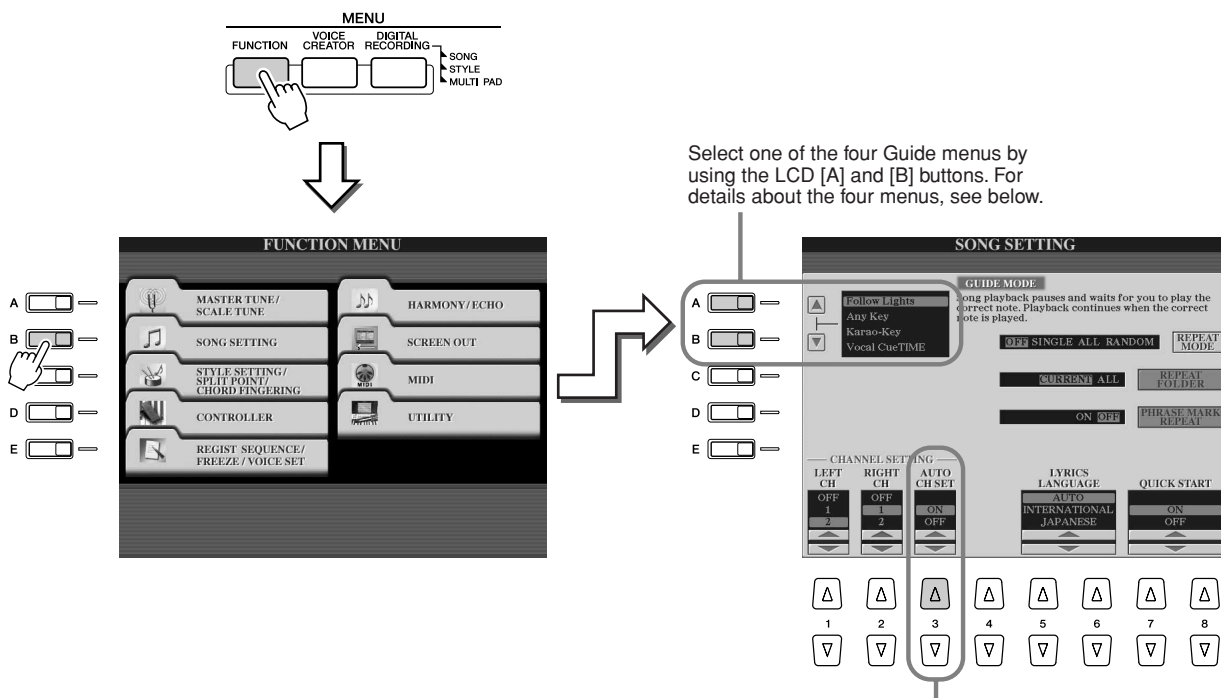 MENU
FUNCTION
VOICE CREATOR
DIGITAL RECORDING
SONG
STYLE
MULTI PAD
Select one of the four Guide menus by
using the LCD [A] and [B] buttons. For
details about the four menus, see below.
FUNCTION MENU
A
B
D
E
MASTER TUNE/
SCALE TUNE
SONG SETTING
STYLE SETTING/
SPLIT POINT/
CHORD FINGERING
CONTROLLER
REGIST SEQUENCE/
FREEZE / VOICE SET
HARMONY/ECHO
SCREEN OUT
MIDI
MIDI
UTILITY
SONG SETTING
A
B
C
D
E
Follow Lights
Any Key
Karao-Key
Vocal CueTIME
GUIDE MODE
Song playback pauses and waits for you to play the
correct note. Playback continues when the correct
note is played.
OFF SINGLE ALL RANDOM
REPEAT
MODE
CURRENT ALL
REPEAT
FOLDER
ON OFF
PHRASE MARK
REPEAT
CHANNEL SETTING
LEFT
CH
OFF
1
2
RIGHT
CH
OFF
1
2
AUTO
CH SET
ON
OFF
LYRICS
LANGUAGE
AUTO
INTERNATIONAL
JAPANESE
QUICK START
ON
OFF
1 2 3 4 5 6 7 8